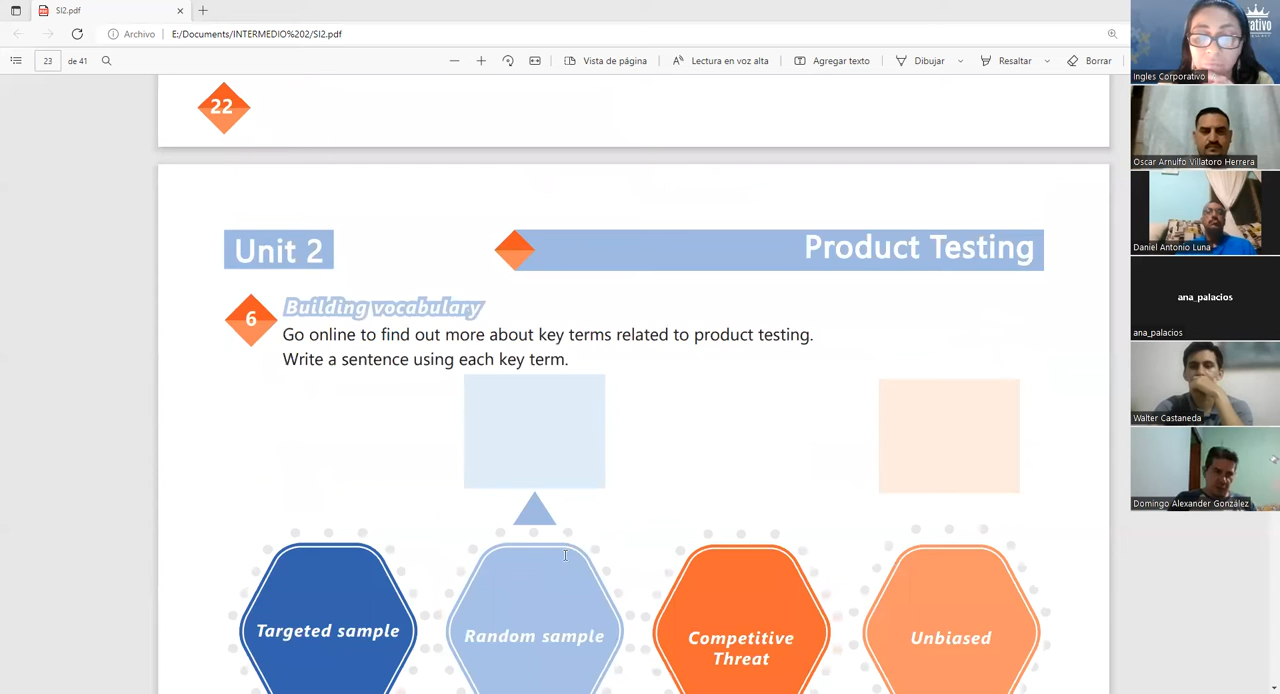 SI2.pdf
Archivo
E:/Documents/INTERMEDIO%202/SI2.pdf
23
de 41
Vista de página
Lectura en voz alta
Agregar texto
Dibujar
Resaltar
Borrar
22
Unit 2
Product Testing
6
Building vocabulary
Go online to find out more about key terms related to product testing.
Write a sentence using each key term.
Targeted sample
Random sample
Competitive
Threat
Unbiased
Ingles Corporativo
Oscar Arnulfo Villatoro Herrera
Daniel Antonio Luna
ana_palacios
ana_palacios
Walter Castaneda
Domingo Alexander González